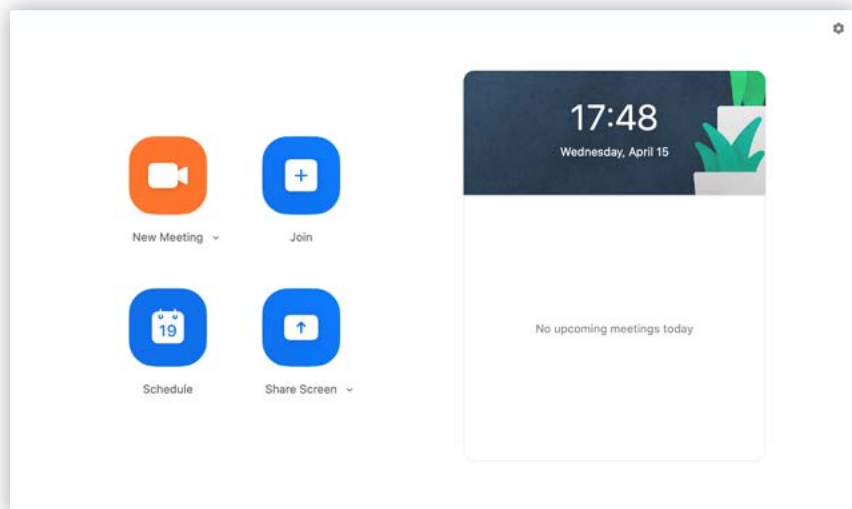 17:48
Wednesday, April 15
New Meeting
Join
19
Schedule
Share Screen
No upcoming meetings today